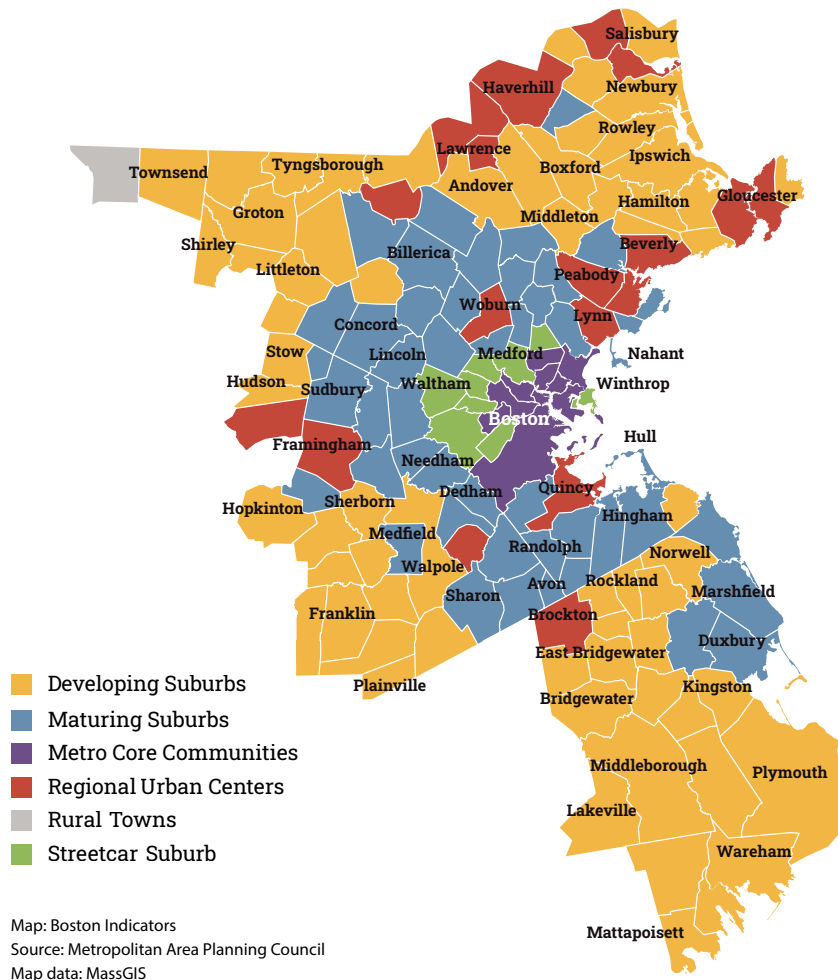 Salisbury
Haverhill
Newbury
Rowley
Lawrence
Ipswich
Tyngsborough
Boxford
Townsend
Andover
Gloucester
Hamilton
Groton
Middleton
Shirley
Beverly
Billerica
Littleton
Peabody
Woburn
Lynn
Concord
Stow
Lincoln
Medford
Nahant
Hudson
Waltham
Winthrop
Sudbury
Boston
Framingham
Hull
Needham
Dedham
Quincy
Sherborn
Hopkinton
Hingham
Medfield
Randolph
Norwell
Walpole
Avon
Rockland
Sharon
Marshfield
Franklin
Brockton
Duxbury
East Bridgewater
Plainville
Kingston
Bridgewater
Middleborough
Plymouth
Lakeville
Wareham
Mattapoisett
Developing Suburbs
Maturing Suburbs
Metro Core Communities
Regional Urban Centers
Rural Towns
Streetcar Suburb
Map: Boston Indicators
Source: Metropolitan Area Planning Council
Map data: MassGIS